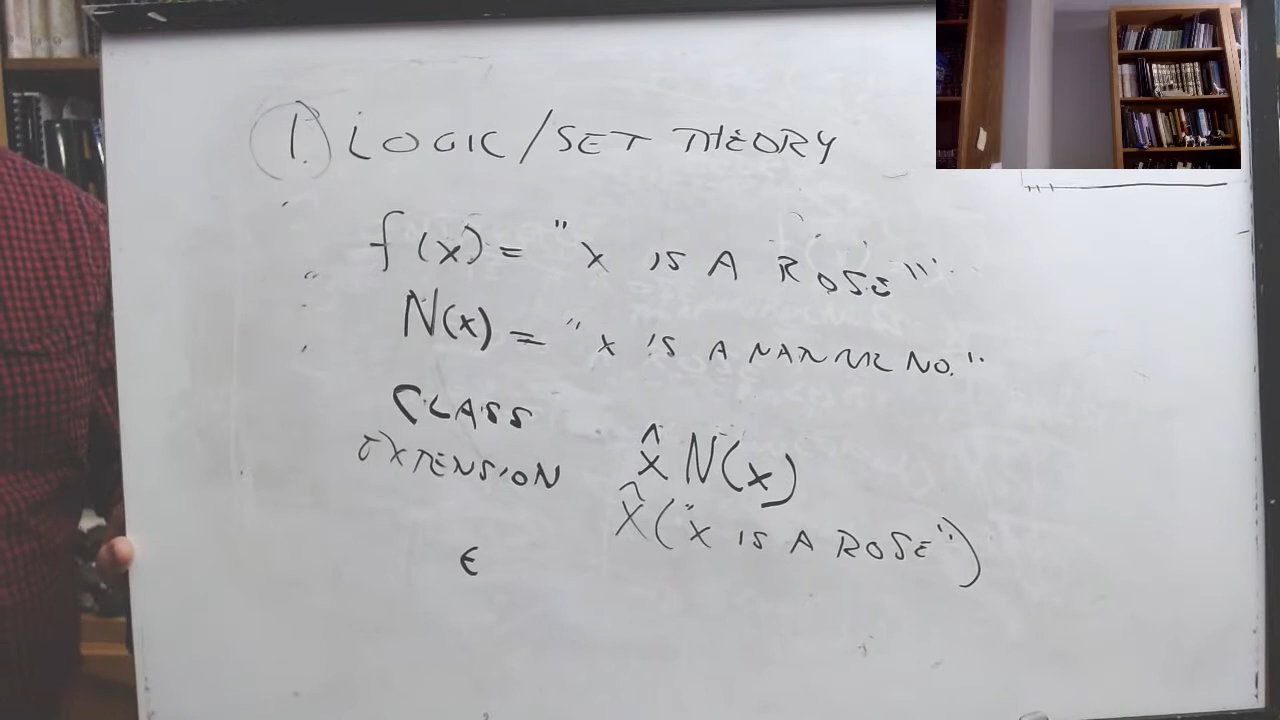 1. LOGIC/SET THEORY
f(x) = "X IS A ROSE"
N(x) = "X IS A NATURAL NO."
CLASS
EXTENSION x̂ N(x)
x̂ ("X IS A ROSE")
ϵ